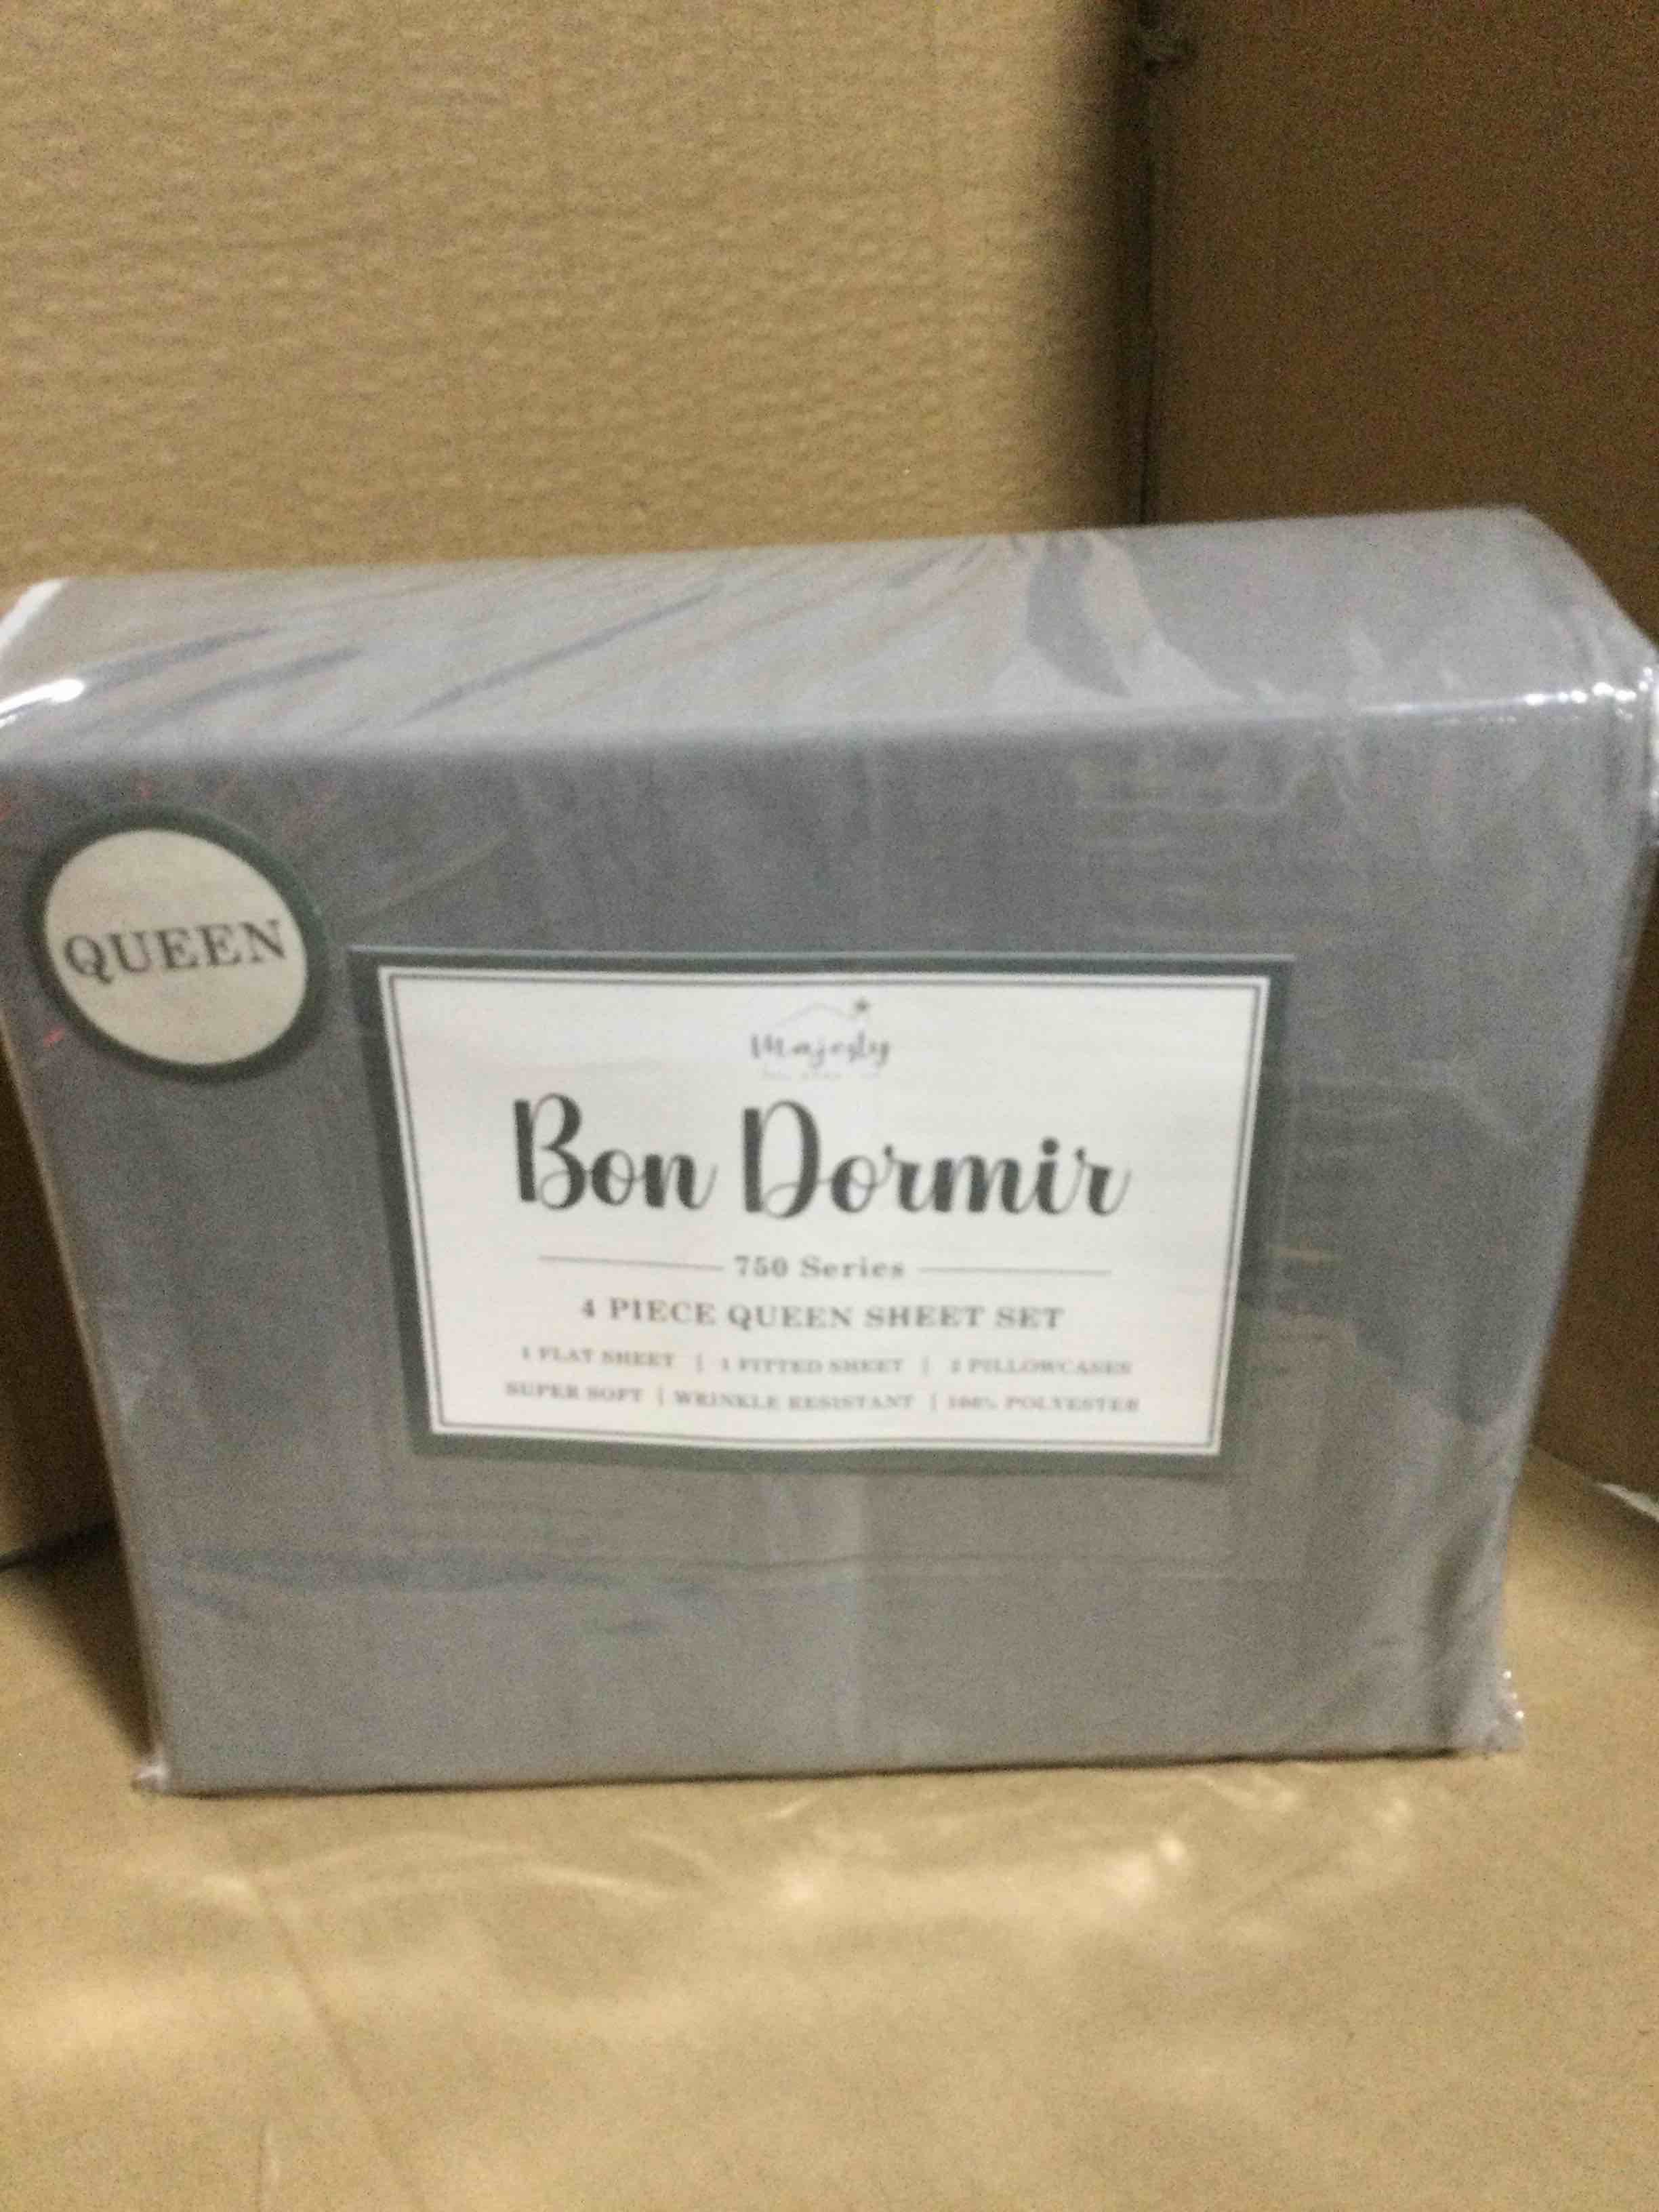 QUEEN
Majesty
Bon Dormir
750 Series
4 PIECE QUEEN SHEET SET
1 FLAT SHEET | 1 FITTED SHEET | 2 PILLOWCASES
SUPER SOFT | WRINKLE RESISTANT | 100% POLYESTER